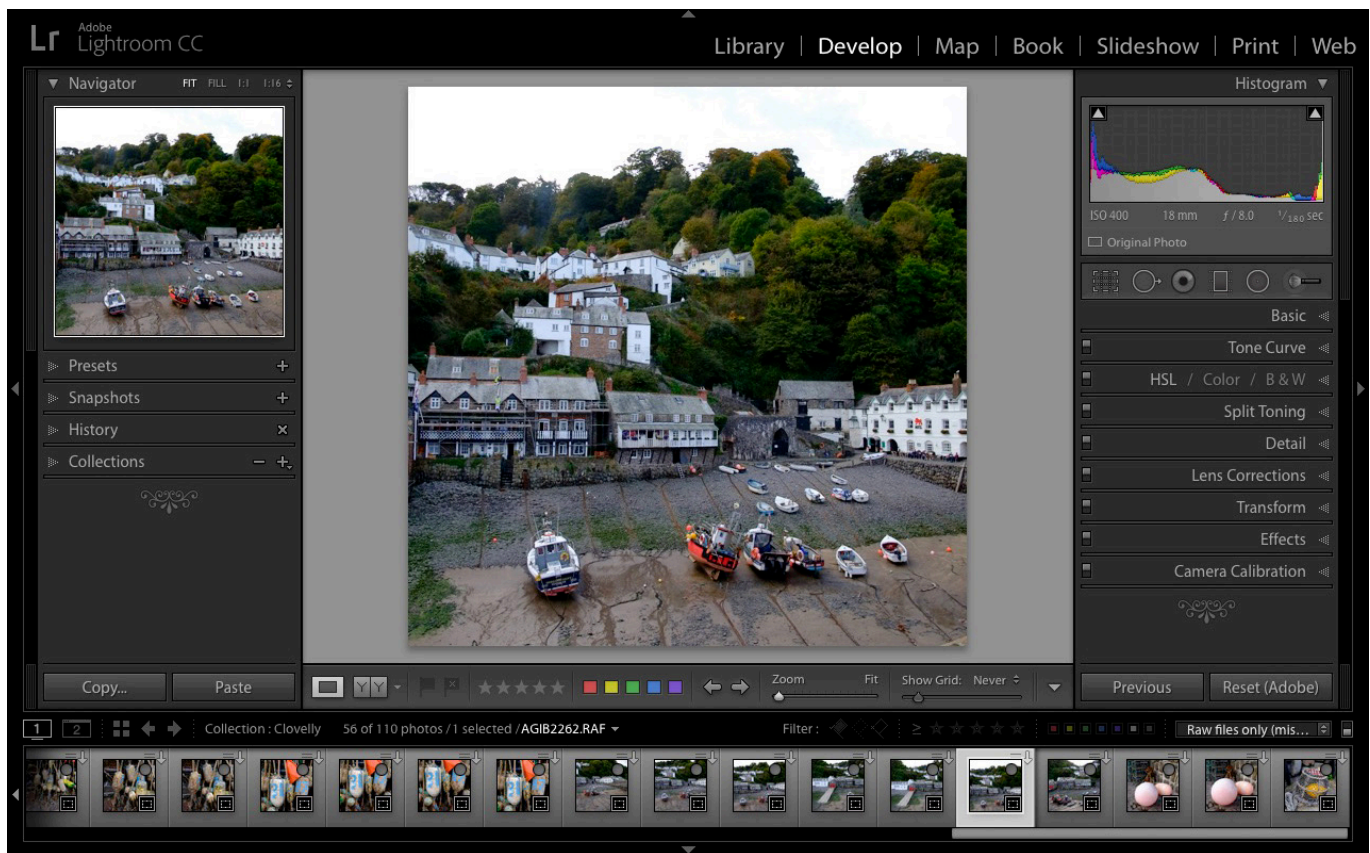 Lr Adobe
Lightroom CC
Library | Develop | Map | Book | Slideshow | Print | Web
Navigator FIT FILL 1:1 1:16
Presets
Snapshots
History
Collections
Copy... Paste
Histogram
ISO 400 18 mm ƒ / 8.0 1/180 sec
Original Photo
Basic
Tone Curve
HSL / Color / B & W
Split Toning
Detail
Lens Corrections
Transform
Effects
Camera Calibration
Previous Reset (Adobe)
Y Y Zoom Fit Show Grid: Never
1 2 Collection : Clovelly 56 of 110 photos / 1 selected / AGIB2262.RAF Filter : ≥ Raw files only (mis...